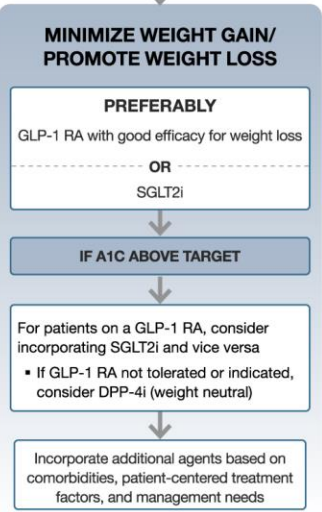 MINIMIZE WEIGHT GAIN/
PROMOTE WEIGHT LOSS
PREFERABLY
GLP-1 RA with good efficacy for weight loss
OR
SGLT2i
IF A1C ABOVE TARGET
For patients on a GLP-1 RA, consider
incorporating SGLT2i and vice versa
▪ If GLP-1 RA not tolerated or indicated,
consider DPP-4i (weight neutral)
Incorporate additional agents based on
comorbidities, patient-centered treatment
factors, and management needs